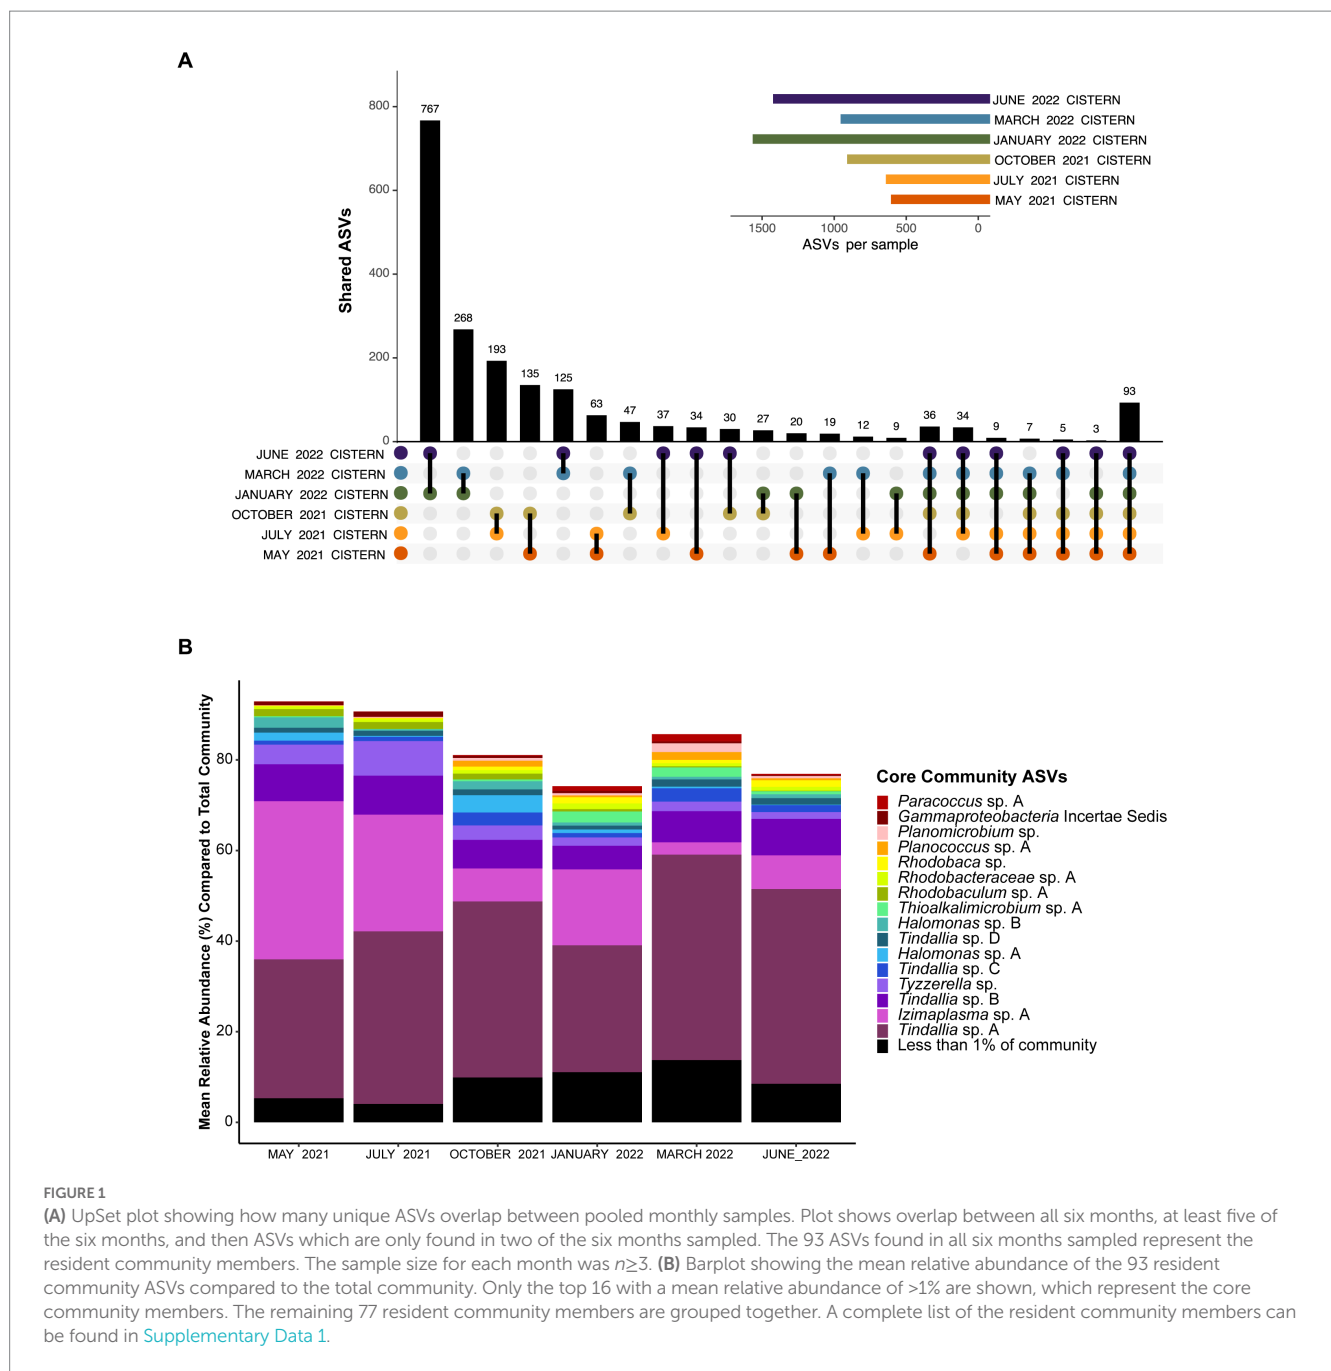 A
JUNE 2022 CISTERN
MARCH 2022 CISTERN
JANUARY 2022 CISTERN
OCTOBER 2021 CISTERN
JULY 2021 CISTERN
MAY 2021 CISTERN
1500 1000 500 0
ASVs per sample
Shared ASVs
800
600
400
200
0
767 268 193 135 125 63 47 37 34 30 27 20 19 12 9 36 34 9 7 5 3 93
JUNE 2022 CISTERN
MARCH 2022 CISTERN
JANUARY 2022 CISTERN
OCTOBER 2021 CISTERN
JULY 2021 CISTERN
MAY 2021 CISTERN
B
Mean Relative Abundance (%) Compared to Total Community
80
60
40
20
0
MAY 2021 JULY 2021 OCTOBER 2021 JANUARY 2022 MARCH 2022 JUNE_2022
Core Community ASVs
Paracoccus sp. A
Gammaproteobacteria Incertae Sedis
Planomicrobium sp.
Planococcus sp. A
Rhodobaca sp.
Rhodobacteraceae sp. A
Rhodobaculum sp. A
Thioalkalimicrobium sp. A
Halomonas sp. B
Tindallia sp. D
Halomonas sp. A
Tindallia sp. C
Tyzzerella sp.
Tindallia sp. B
Izimaplasma sp. A
Tindallia sp. A
Less than 1% of community
FIGURE 1
(A) UpSet plot showing how many unique ASVs overlap between pooled monthly samples. Plot shows overlap between all six months, at least five of
the six months, and then ASVs which are only found in two of the six months sampled. The 93 ASVs found in all six months sampled represent the
resident community members. The sample size for each month was n≥3. (B) Barplot showing the mean relative abundance of the 93 resident
community ASVs compared to the total community. Only the top 16 with a mean relative abundance of >1% are shown, which represent the core
community members. The remaining 77 resident community members are grouped together. A complete list of the resident community members can
be found in Supplementary Data 1.